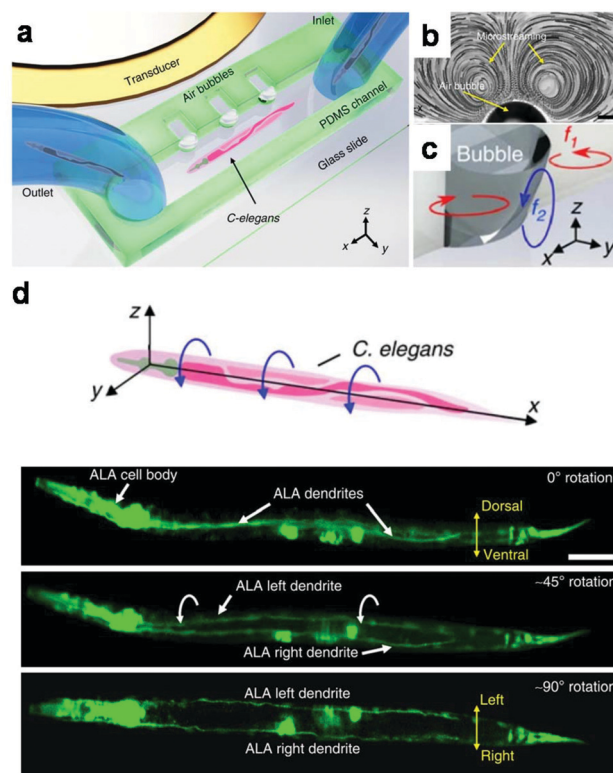 a
Inlet
Transducer
Air bubbles
PDMS channel
Glass slide
Outlet
C-elegans
z
x
y
b
Microstreaming
Air bubble
c
Bubble
f1
f2
z
x
y
d
z
C. elegans
y
x
ALA cell body
0° rotation
ALA dendrites
Dorsal
Ventral
ALA left dendrite
~45° rotation
ALA right dendrite
ALA left dendrite
~90° rotation
Left
ALA right dendrite
Right